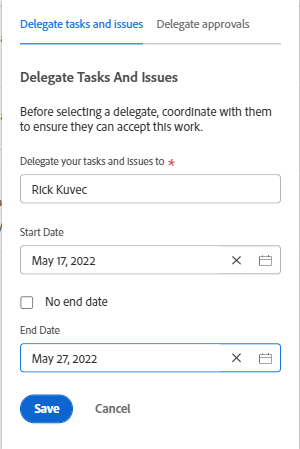 Delegate tasks and issues Delegate approvals
Delegate Tasks And Issues
Before selecting a delegate, coordinate with them
to ensure they can accept this work.
Delegate your tasks and issues to *
Rick Kuvec
Start Date
May 17, 2022
No end date
End Date
May 27, 2022
Save Cancel